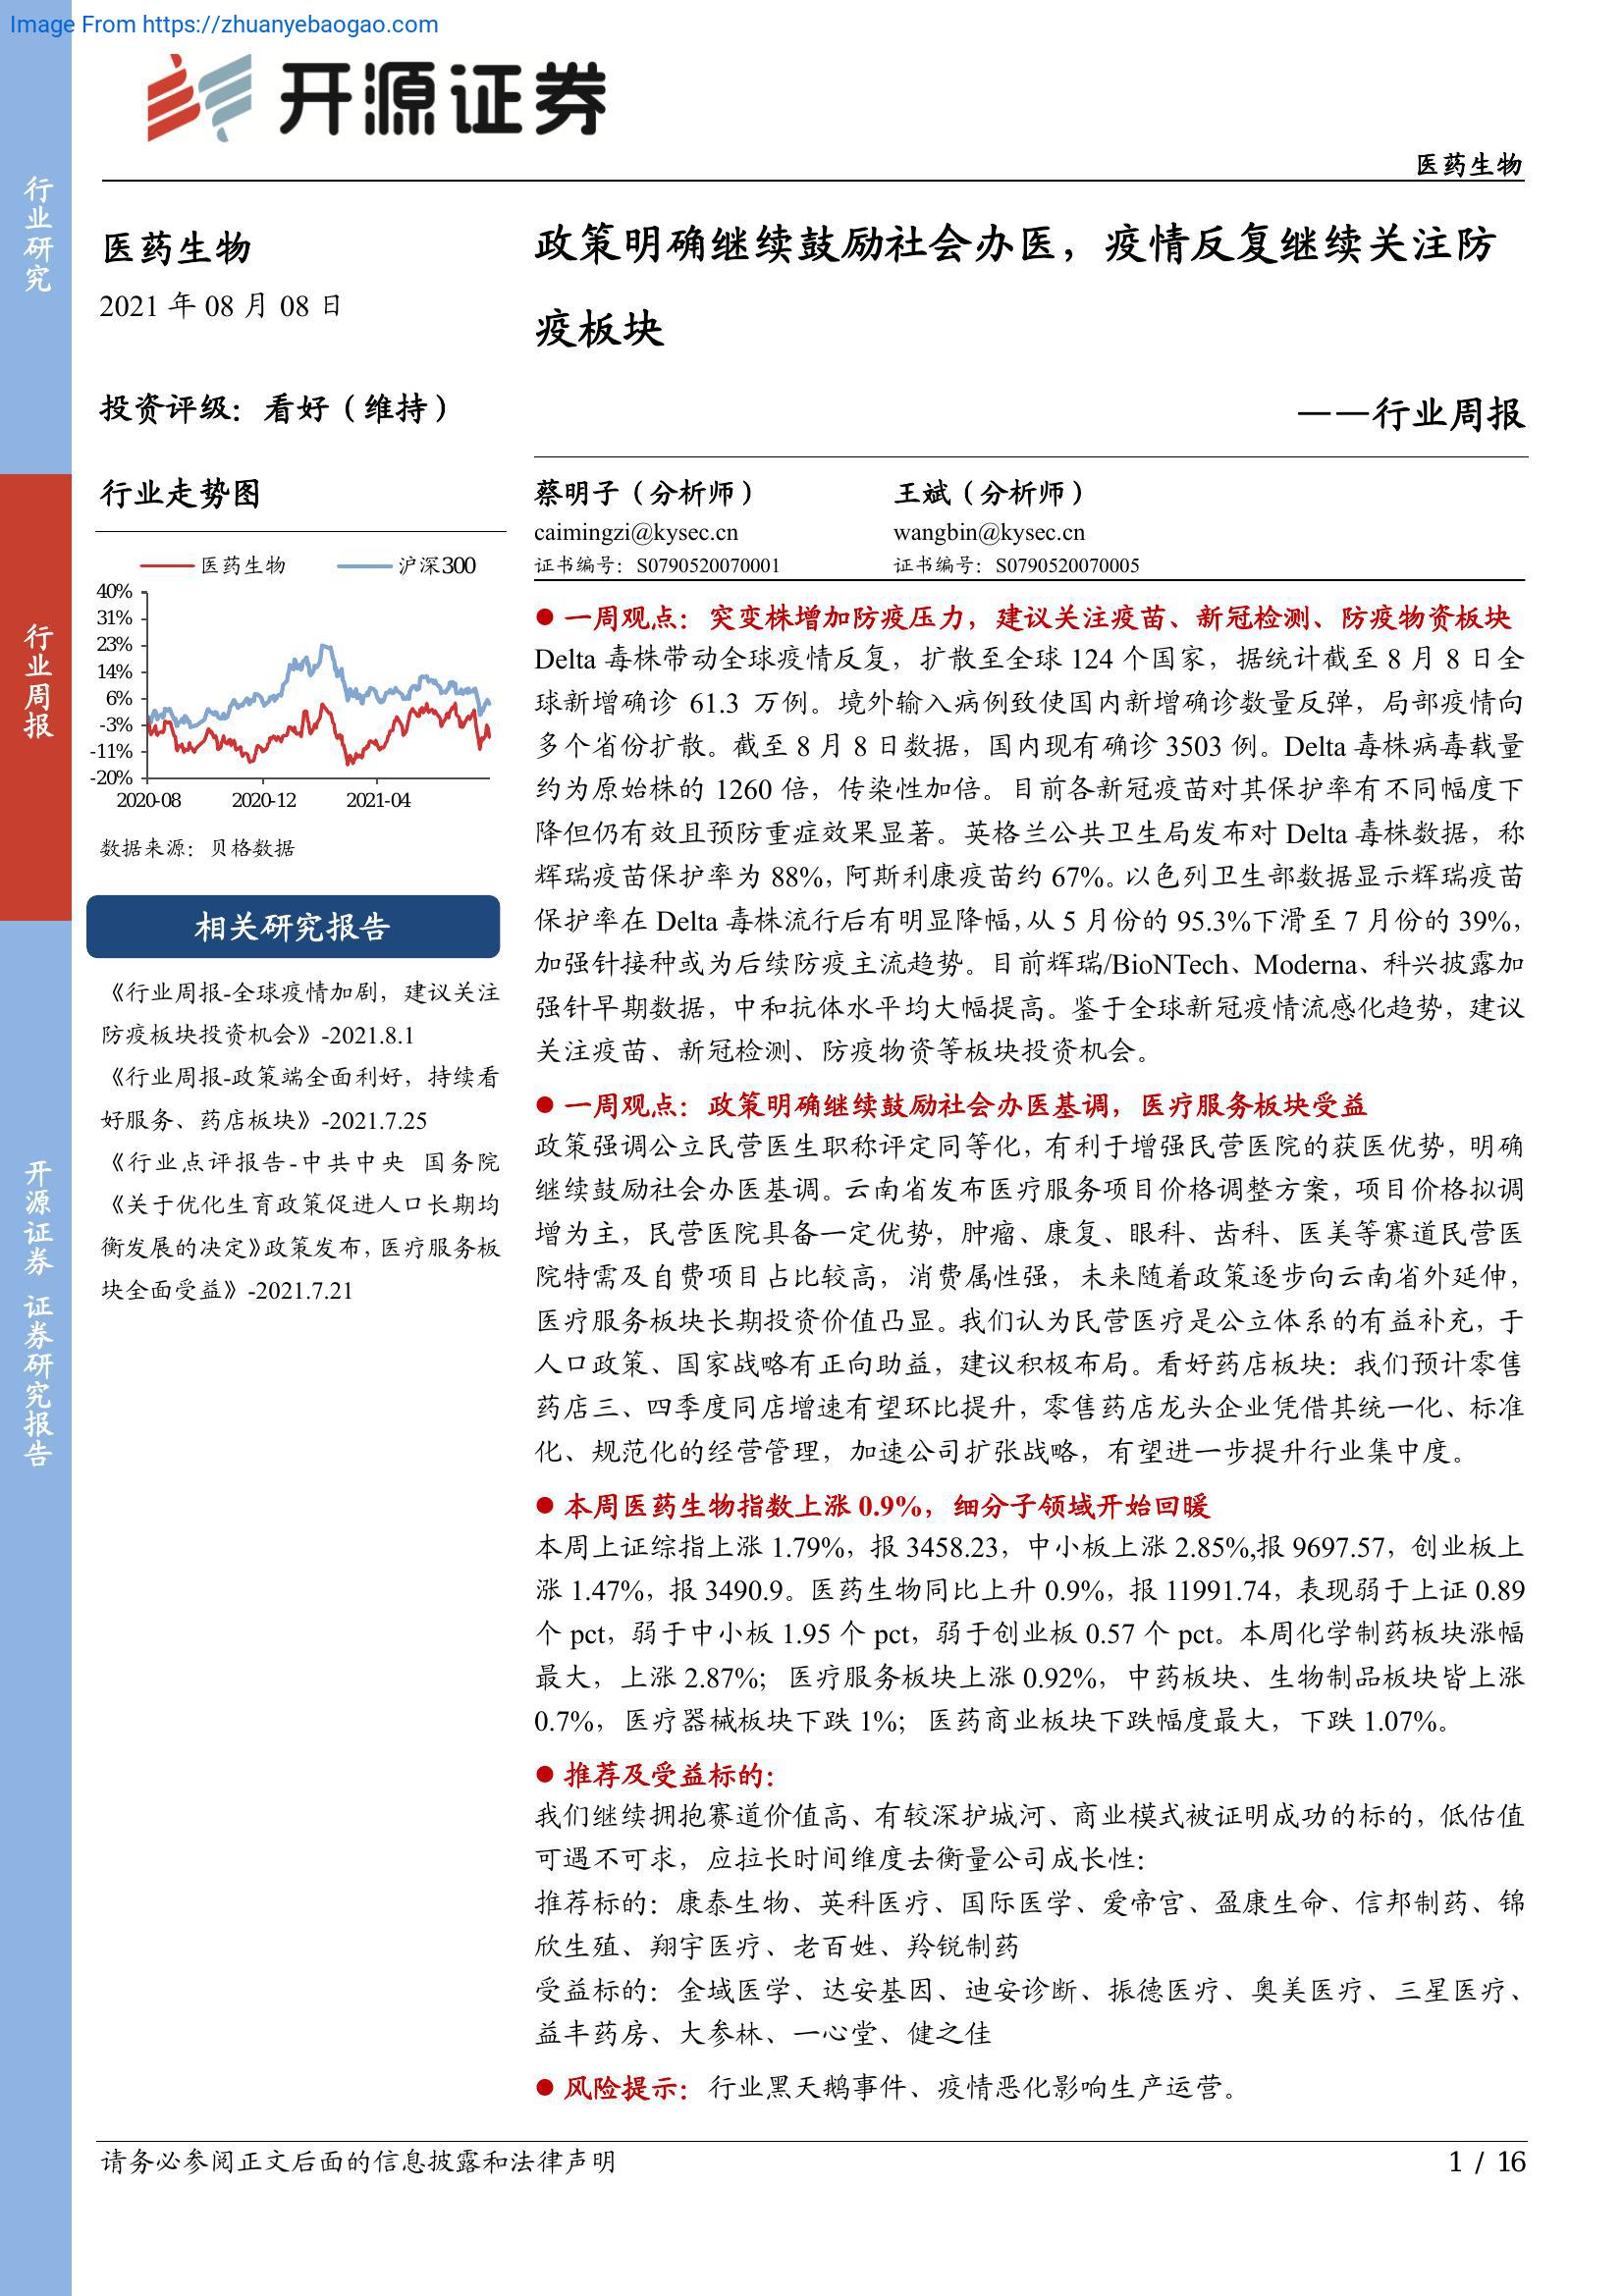 Image From https://zhuanyebaogao.com
开源证券
医药生物
行业研究
行业周报
开源证券 证券研究报告
医药生物
2021 年 08 月 08 日
投资评级：看好（维持）
行业走势图
医药生物 沪深300
40%
31%
23%
14%
6%
-3%
-11%
-20%
2020-08 2020-12 2021-04
数据来源：贝格数据
相关研究报告
《行业周报-全球疫情加剧，建议关注
防疫板块投资机会》-2021.8.1
《行业周报-政策端全面利好，持续看
好服务、药店板块》-2021.7.25
《行业点评报告-中共中央 国务院
《关于优化生育政策促进人口长期均
衡发展的决定》政策发布，医疗服务板
块全面受益》-2021.7.21
政策明确继续鼓励社会办医，疫情反复继续关注防
疫板块
——行业周报
蔡明子（分析师） 王斌（分析师）
caimingzi@kysec.cn wangbin@kysec.cn
证书编号：S0790520070001 证书编号：S0790520070005
● 一周观点：突变株增加防疫压力，建议关注疫苗、新冠检测、防疫物资板块
Delta 毒株带动全球疫情反复，扩散至全球 124 个国家，据统计截至 8 月 8 日全
球新增确诊 61.3 万例。境外输入病例致使国内新增确诊数量反弹，局部疫情向
多个省份扩散。截至 8 月 8 日数据，国内现有确诊 3503 例。Delta 毒株病毒载量
约为原始株的 1260 倍，传染性加倍。目前各新冠疫苗对其保护率有不同幅度下
降但仍有效且预防重症效果显著。英格兰公共卫生局发布对 Delta 毒株数据，称
辉瑞疫苗保护率为 88%，阿斯利康疫苗约 67%。以色列卫生部数据显示辉瑞疫苗
保护率在 Delta 毒株流行后有明显降幅，从 5 月份的 95.3%下滑至 7 月份的 39%，
加强针接种或为后续防疫主流趋势。目前辉瑞/BioNTech、Moderna、科兴披露加
强针早期数据，中和抗体水平均大幅提高。鉴于全球新冠疫情流感化趋势，建议
关注疫苗、新冠检测、防疫物资等板块投资机会。
● 一周观点：政策明确继续鼓励社会办医基调，医疗服务板块受益
政策强调公立民营医生职称评定同等化，有利于增强民营医院的获医优势，明确
继续鼓励社会办医基调。云南省发布医疗服务项目价格调整方案，项目价格拟调
增为主，民营医院具备一定优势，肿瘤、康复、眼科、齿科、医美等赛道民营医
院特需及自费项目占比较高，消费属性强，未来随着政策逐步向云南省外延伸，
医疗服务板块长期投资价值凸显。我们认为民营医疗是公立体系的有益补充，于
人口政策、国家战略有正向助益，建议积极布局。看好药店板块：我们预计零售
药店三、四季度同店增速有望环比提升，零售药店龙头企业凭借其统一化、标准
化、规范化的经营管理，加速公司扩张战略，有望进一步提升行业集中度。
● 本周医药生物指数上涨 0.9%，细分子领域开始回暖
本周上证综指上涨 1.79%，报 3458.23，中小板上涨 2.85%,报 9697.57，创业板上
涨 1.47%，报 3490.9。医药生物同比上升 0.9%，报 11991.74，表现弱于上证 0.89
个 pct，弱于中小板 1.95 个 pct，弱于创业板 0.57 个 pct。本周化学制药板块涨幅
最大，上涨 2.87%；医疗服务板块上涨 0.92%，中药板块、生物制品板块皆上涨
0.7%，医疗器械板块下跌 1%；医药商业板块下跌幅度最大，下跌 1.07%。
● 推荐及受益标的：
我们继续拥抱赛道价值高、有较深护城河、商业模式被证明成功的标的，低估值
可遇不可求，应拉长时间维度去衡量公司成长性：
推荐标的：康泰生物、英科医疗、国际医学、爱帝宫、盈康生命、信邦制药、锦
欣生殖、翔宇医疗、老百姓、羚锐制药
受益标的：金域医学、达安基因、迪安诊断、振德医疗、奥美医疗、三星医疗、
益丰药房、大参林、一心堂、健之佳
● 风险提示：行业黑天鹅事件、疫情恶化影响生产运营。
请务必参阅正文后面的信息披露和法律声明
1 / 16